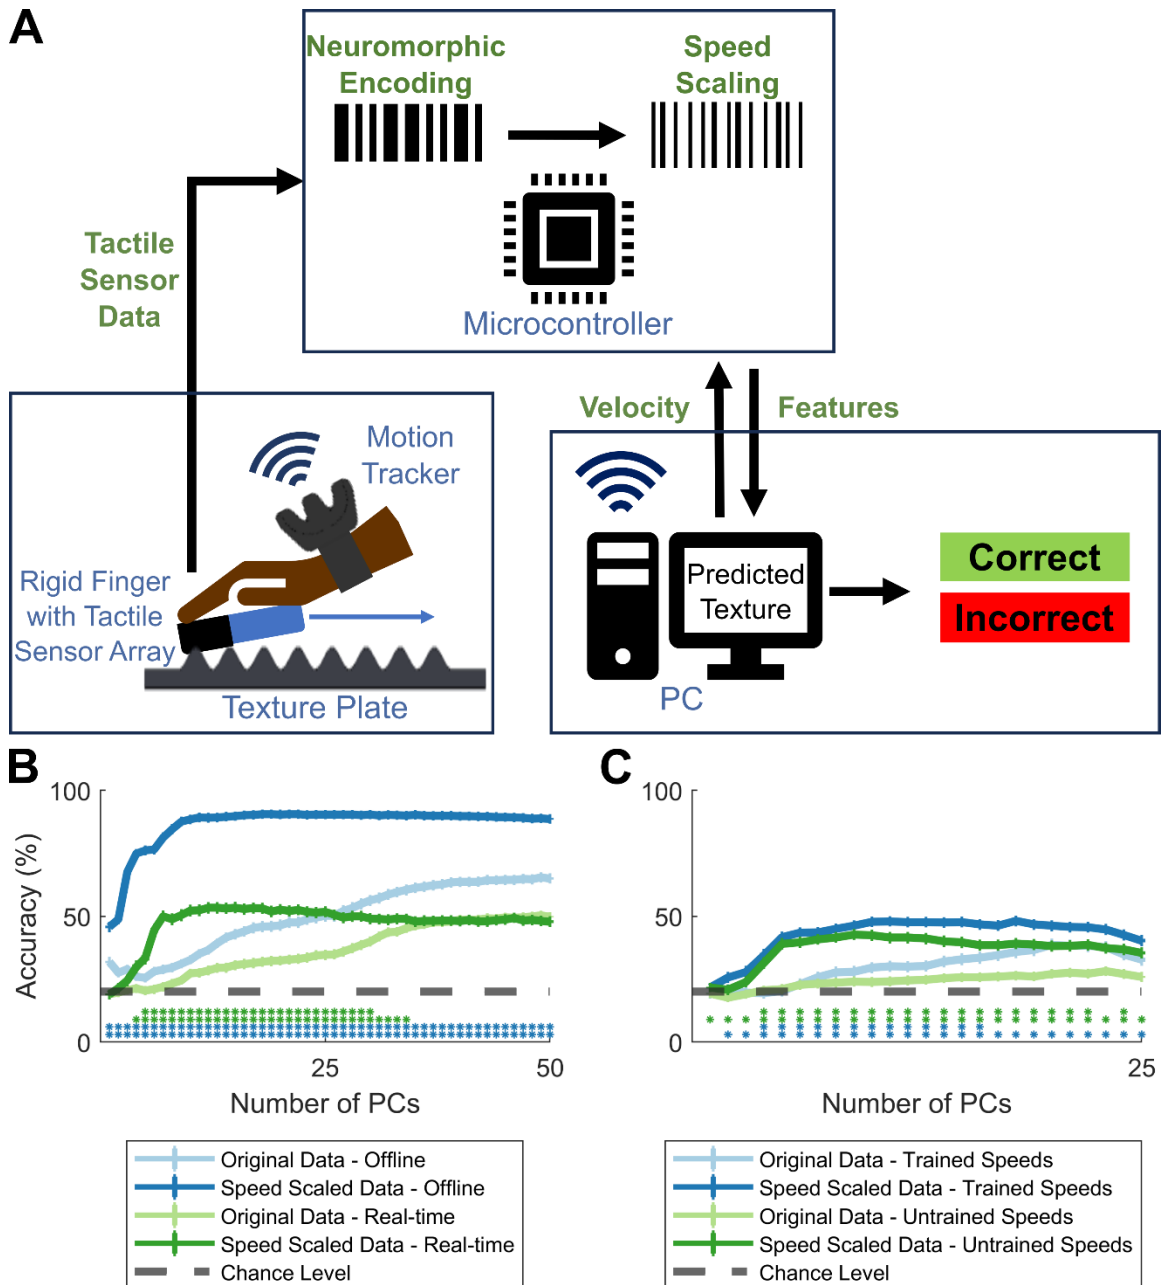 A
Neuromorphic
Encoding
Speed
Scaling
Microcontroller
Tactile
Sensor
Data
Velocity
Features
Motion
Tracker
Rigid Finger
with Tactile
Sensor Array
Texture Plate
Predicted
Texture
PC
Correct
Incorrect
B
100
50
0
25
50
Accuracy (%)
Number of PCs
Original Data - Offline
Speed Scaled Data - Offline
Original Data - Real-time
Speed Scaled Data - Real-time
Chance Level
C
100
50
0
25
Number of PCs
Original Data - Trained Speeds
Speed Scaled Data - Trained Speeds
Original Data - Untrained Speeds
Speed Scaled Data - Untrained Speeds
Chance Level